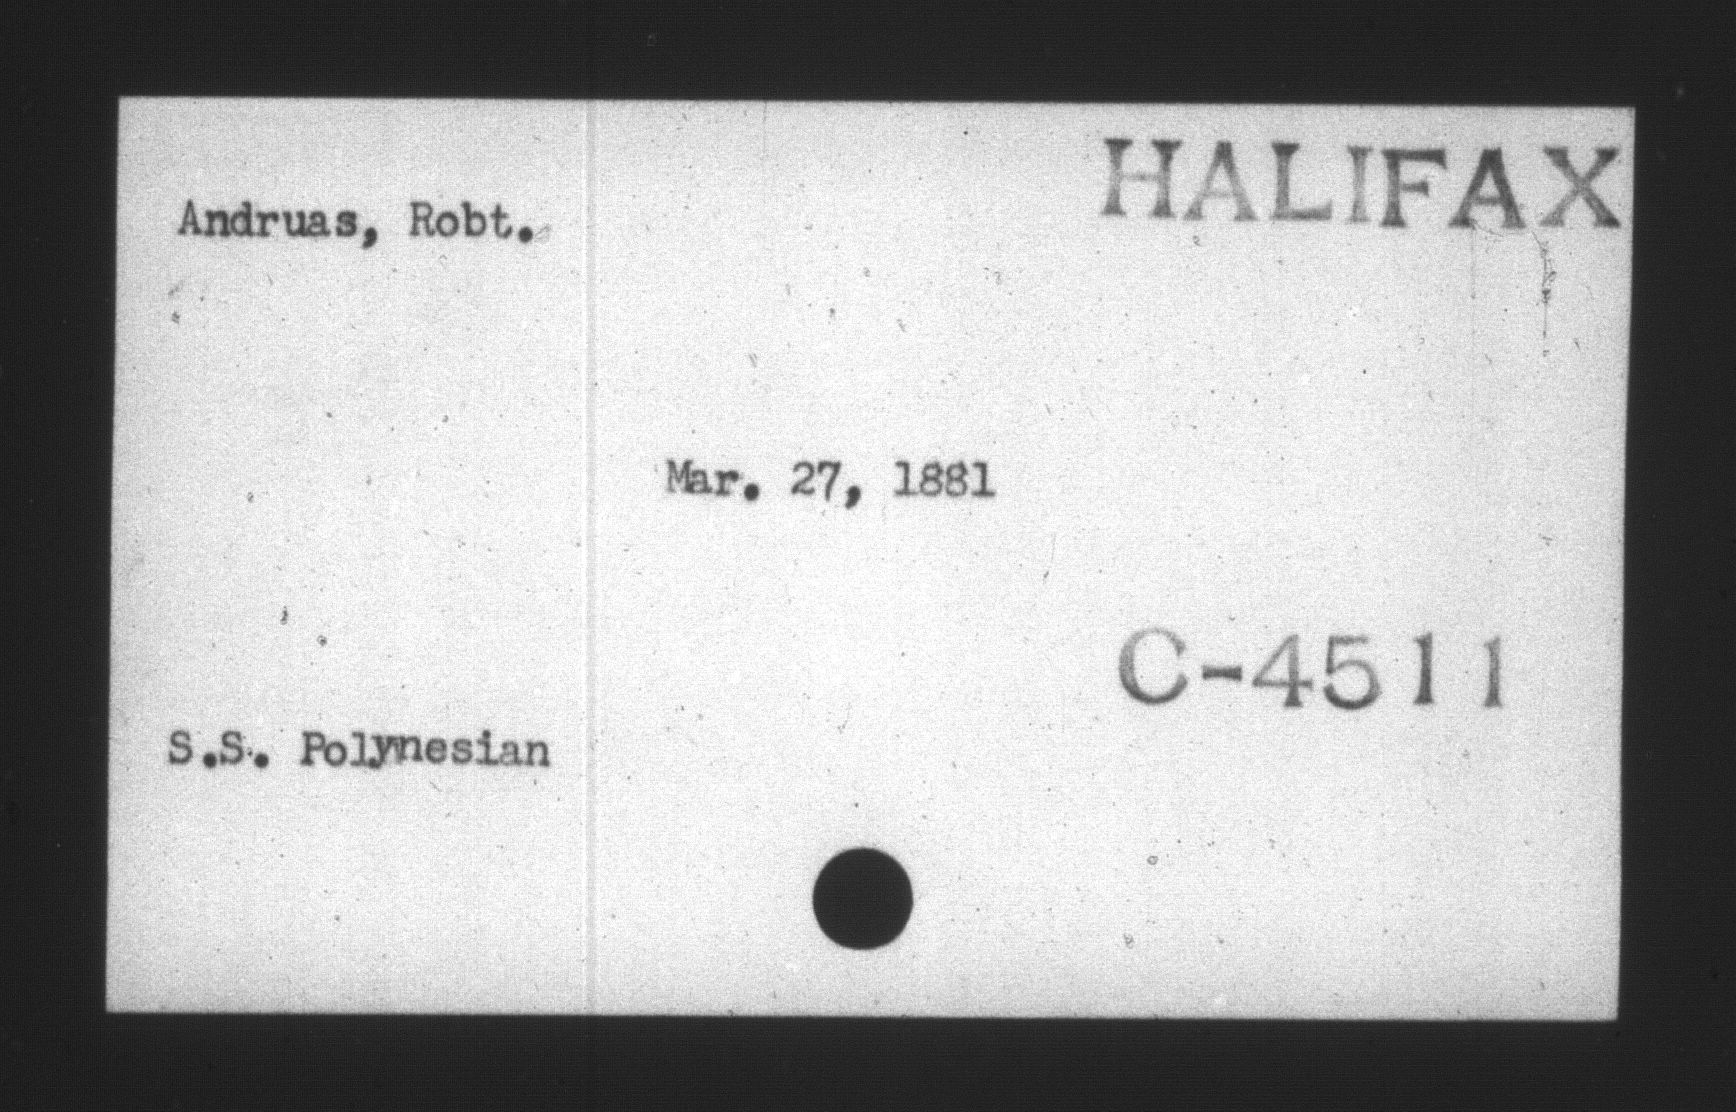 HALIFAX
Andruas, Robt.
Mar. 27, 1881
C-4511
S.S. Polynesian